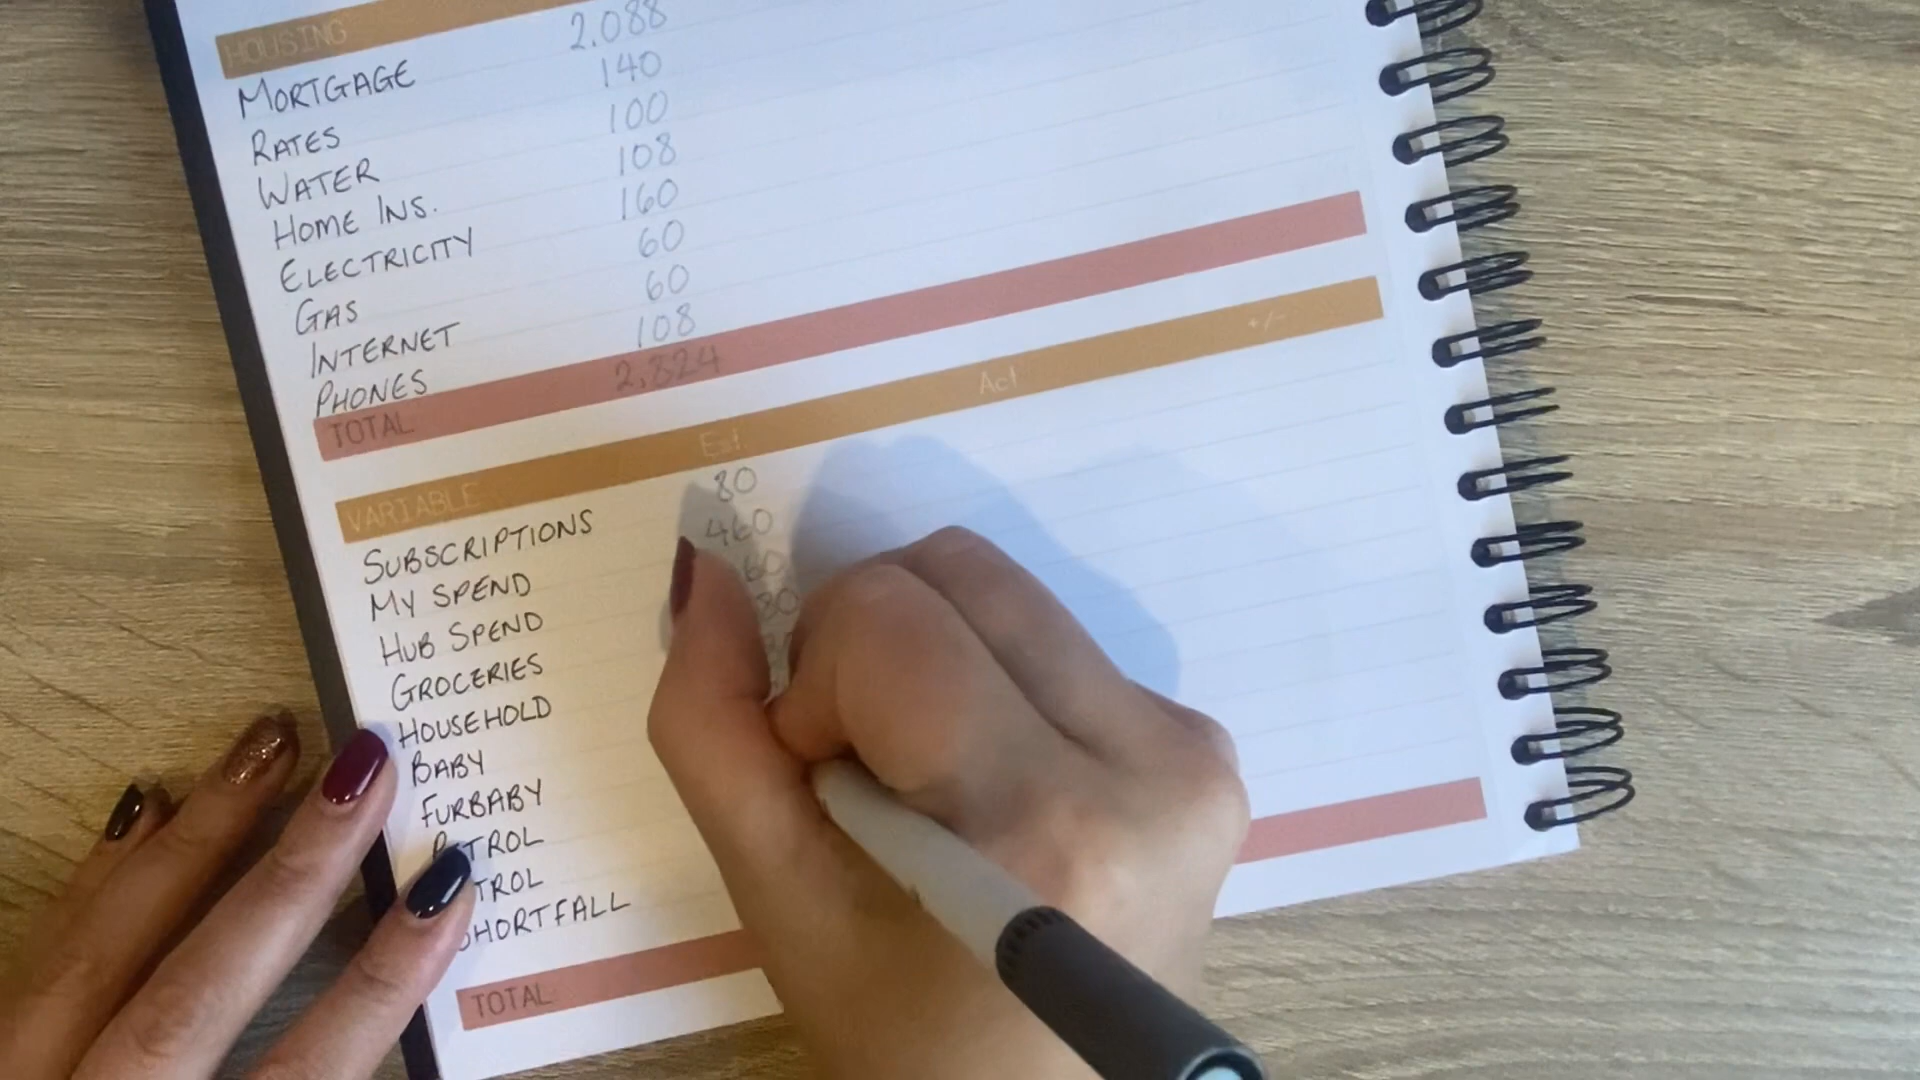 HOUSING
MORTGAGE 2,088
RATES 140
WATER 100
HOME INS. 108
ELECTRICITY 160
GAS 60
INTERNET 60
PHONES 108
TOTAL 2,824
VARIABLE Est Act +/-
SUBSCRIPTIONS 80
MY SPEND 460
HUB SPEND
GROCERIES
HOUSEHOLD
BABY
FURBABY
PETROL
TROL
SHORTFALL
TOTAL